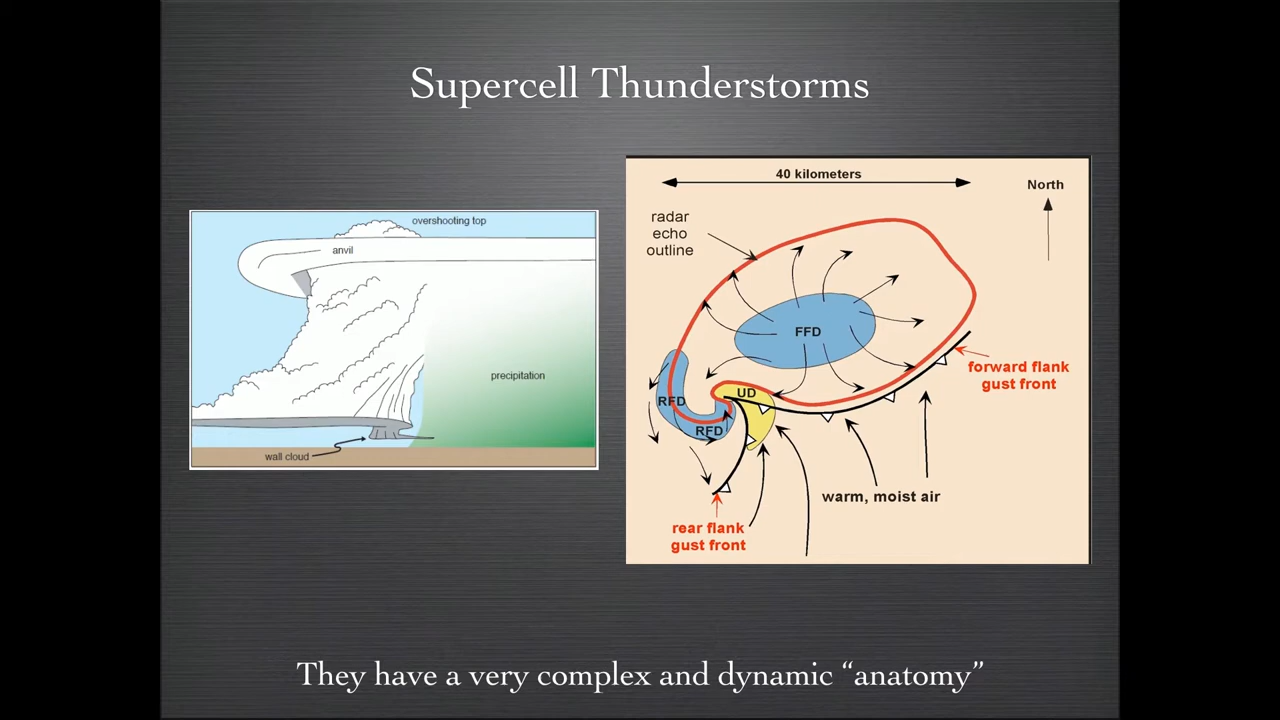 Supercell Thunderstorms
overshooting top
anvil
precipitation
wall cloud
40 kilometers
North
radar
echo
outline
FFD
forward flank
gust front
UD
RFD
RFD
warm, moist air
rear flank
gust front
They have a very complex and dynamic “anatomy”